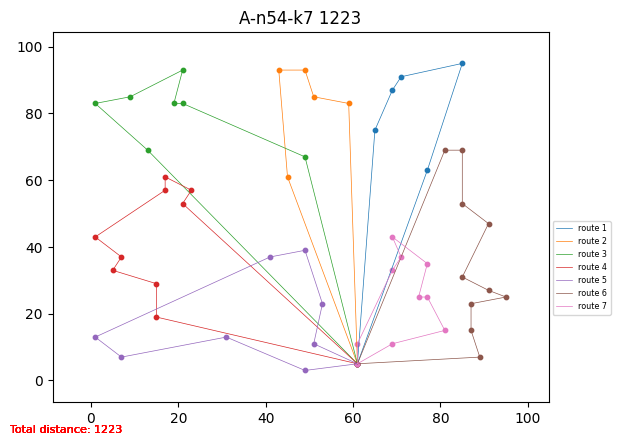 A-n54-k7 1223
100
80
60
40
20
0
0 20 40 60 80 100
route 1
route 2
route 3
route 4
route 5
route 6
route 7
Total distance: 1223